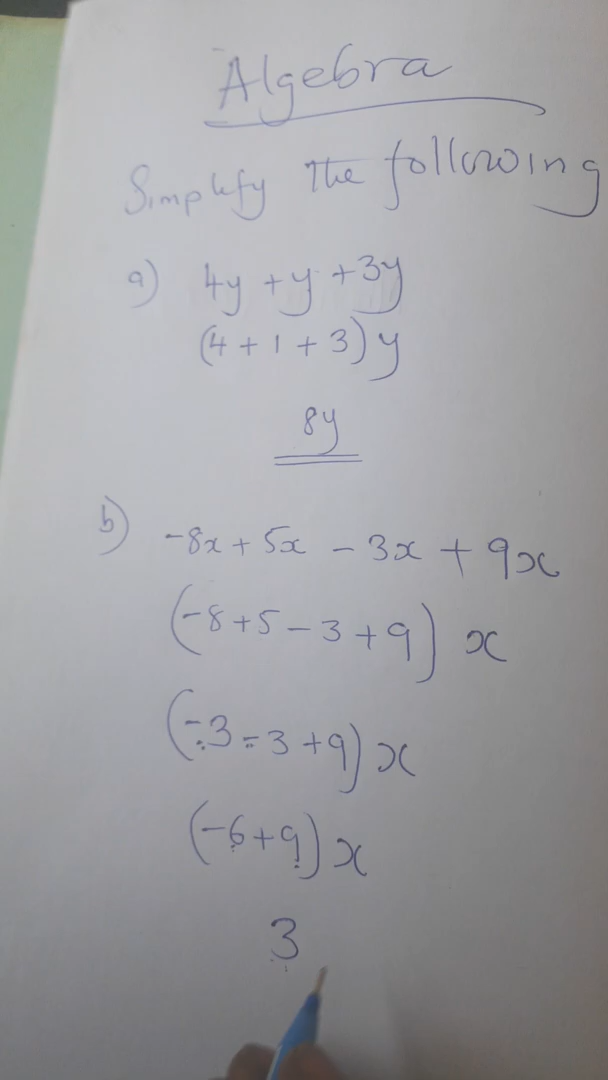 Algebra
Simplify The following
a) 4y + y + 3y
(4 + 1 + 3) y
8y
b) -8x + 5x - 3x + 9x
(-8 + 5 - 3 + 9) x
(-3 - 3 + 9) x
(-6 + 9) x
3